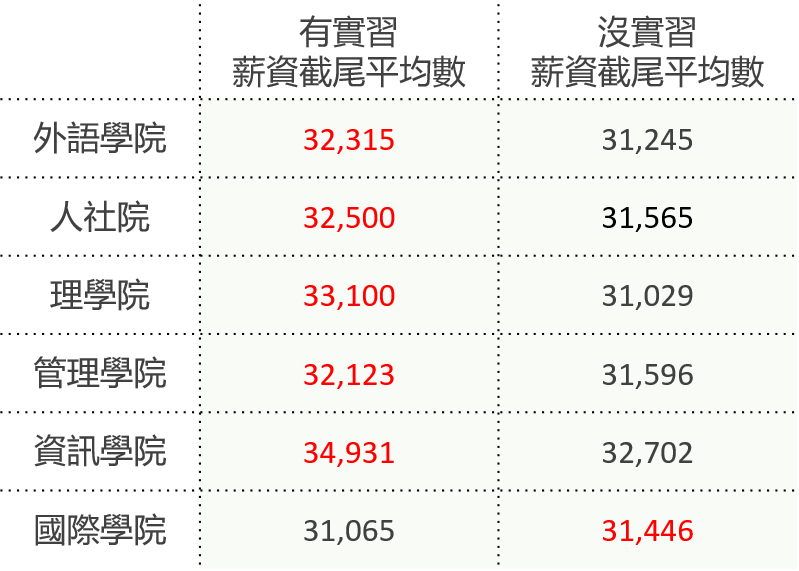 有實習 沒實習
薪資截尾平均數 薪資截尾平均數
外語學院 32,315 31,245
人社院 32,500 31,565
理學院 33,100 31,029
管理學院 32,123 31,596
資訊學院 34,931 32,702
國際學院 31,065 31,446